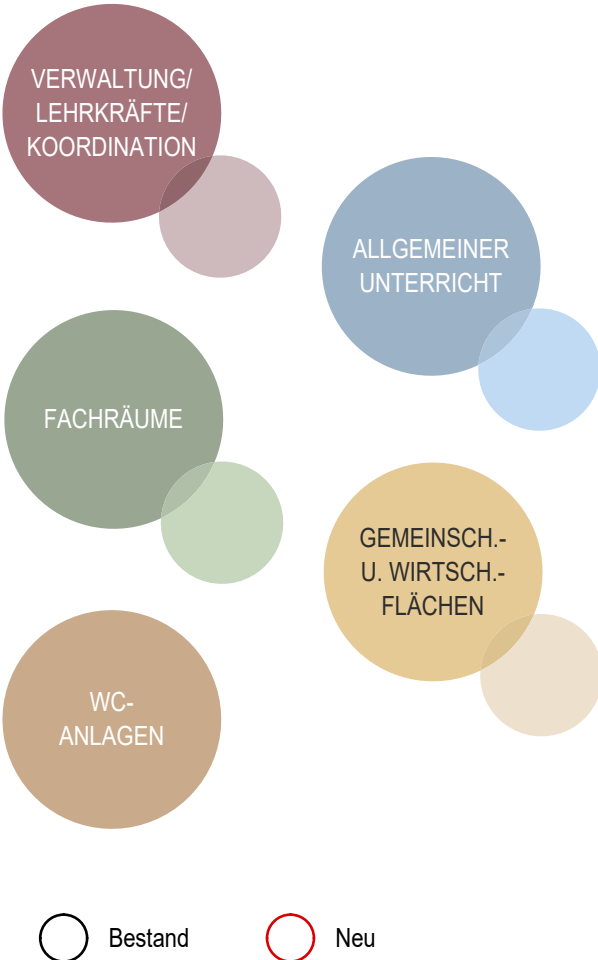 VERWALTUNG/
LEHRKRÄFTE/
KOORDINATION
ALLGEMEINER
UNTERRICHT
FACHRÄUME
GEMEINSCH.-
U. WIRTSCH.-
FLÄCHEN
WC-
ANLAGEN
Bestand
Neu